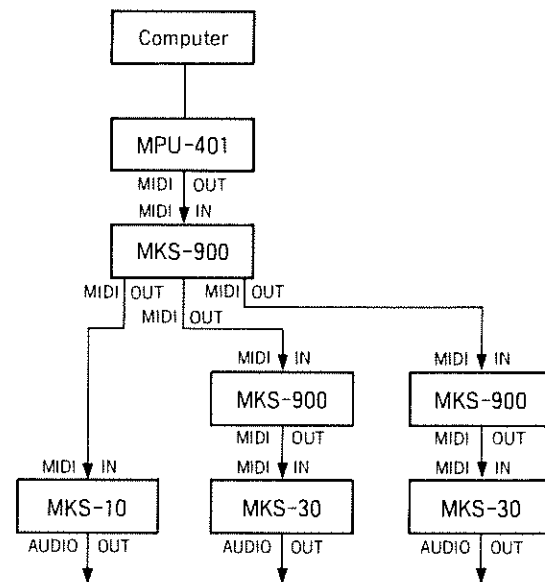 Computer
MPU-401
MIDI OUT
MIDI IN
MKS-900
MIDI OUT MIDI OUT
MIDI OUT
MIDI IN MIDI IN
MKS-900 MKS-900
MIDI OUT MIDI OUT
MIDI IN MIDI IN MIDI IN
MKS-10 MKS-30 MKS-30
AUDIO OUT AUDIO OUT AUDIO OUT